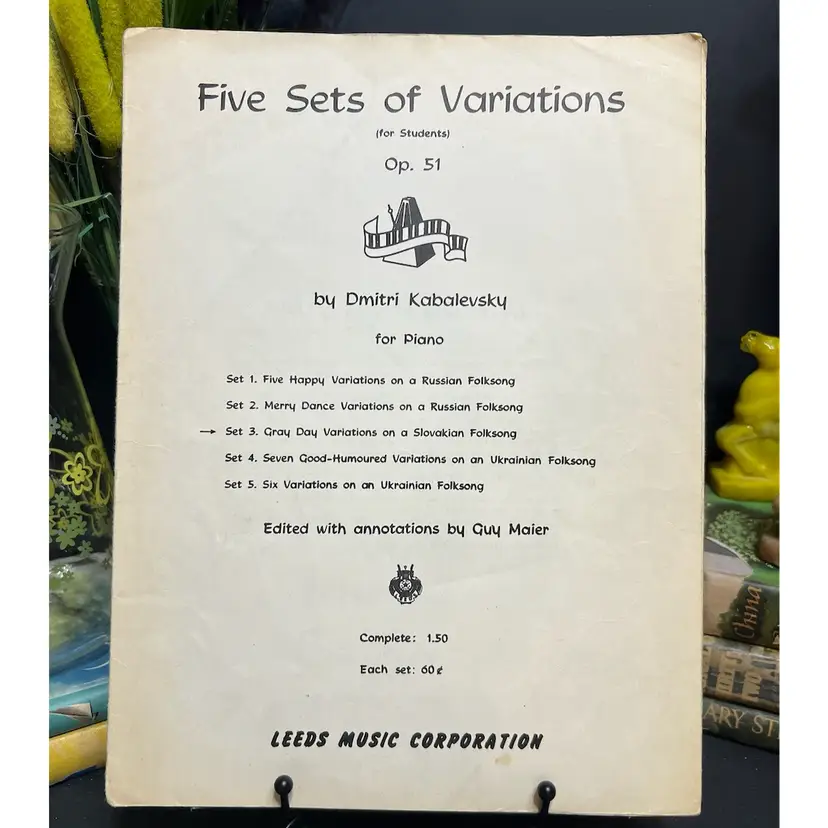 Five Sets of Variations
(for Students)
Op. 51
by Dmitri Kabalevsky
for Piano
Set 1. Five Happy Variations on a Russian Folksong
Set 2. Merry Dance Variations on a Russian Folksong
→ Set 3. Gray Day Variations on a Slovakian Folksong
Set 4. Seven Good-Humoured Variations on an Ukrainian Folksong
Set 5. Six Variations on an Ukrainian Folksong
Edited with annotations by Guy Maier
Complete: 1.50
Each set: 60¢
LEEDS MUSIC CORPORATION
China
ARY ST